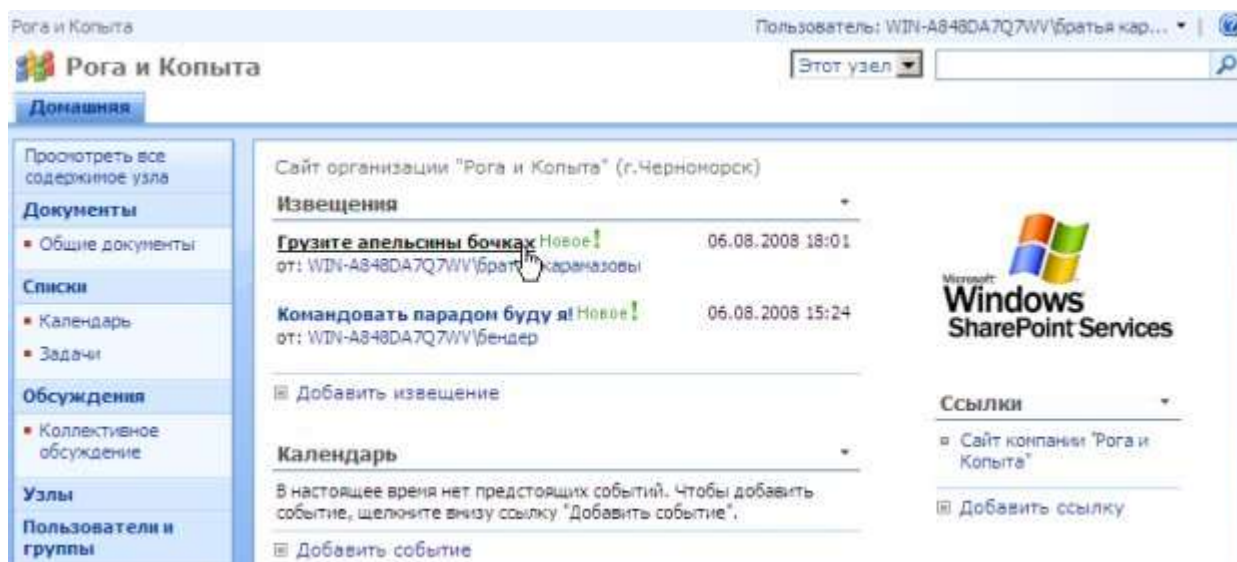 Рога и Копыта
Пользователь: WIN-A848DA7Q7WV\братья кар...
Рога и Копыта
Этот узел
Домашняя
Просмотреть все
содержимое узла
Документы
Общие документы
Списки
Календарь
Задачи
Обсуждения
Коллективное
обсуждение
Узлы
Пользователи и
группы
Сайт организации "Рога и Копыта" (г.Черноморск)
Извещения
Грузите апельсины бочках Новое! 06.08.2008 18:01
от: WIN-A848DA7Q7WV\ карамазовы
Командовать парадом буду я! Новое! 06.08.2008 15:24
от: WIN-A848DA7Q7WV\бендер
Добавить извещение
Календарь
В настоящее время нет предстоящих событий. Чтобы добавить
событие, щелкните внизу ссылку "Добавить событие".
Добавить событие
Microsoft
Windows
SharePoint Services
Ссылки
Сайт компании "Рога и
Копыта"
Добавить ссылку